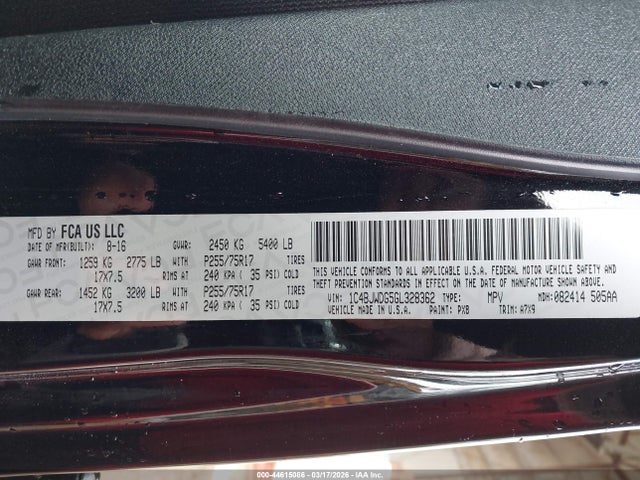 MFD BY FCA US LLC
DATE OF MFR(BUILT): 8-16 GVWR: 2450 KG 5400 LB
GAWR FRONT: 1259 KG 2775 LB WITH P255/75R17 TIRES
17X7.5 RIMS AT 240 KPA ( 35 PSI) COLD
GAWR REAR: 1452 KG 3200 LB WITH P255/75R17 TIRES
17X7.5 RIMS AT 240 KPA ( 35 PSI) COLD
THIS VEHICLE CONFORMS TO ALL APPLICABLE U.S.A. FEDERAL MOTOR VEHICLE SAFETY AND
THEFT PREVENTION STANDARDS IN EFFECT ON THE DATE OF MANUFACTURE SHOWN ABOVE.
VIN: 1C4BJWDG5GL328362 TYPE: MPV MDH: 082414 505AA
VEHICLE MADE IN U.S.A. PAINT: PX8 TRIM: A7X9
000-44615066 - 03/17/2026 - IAA Inc.